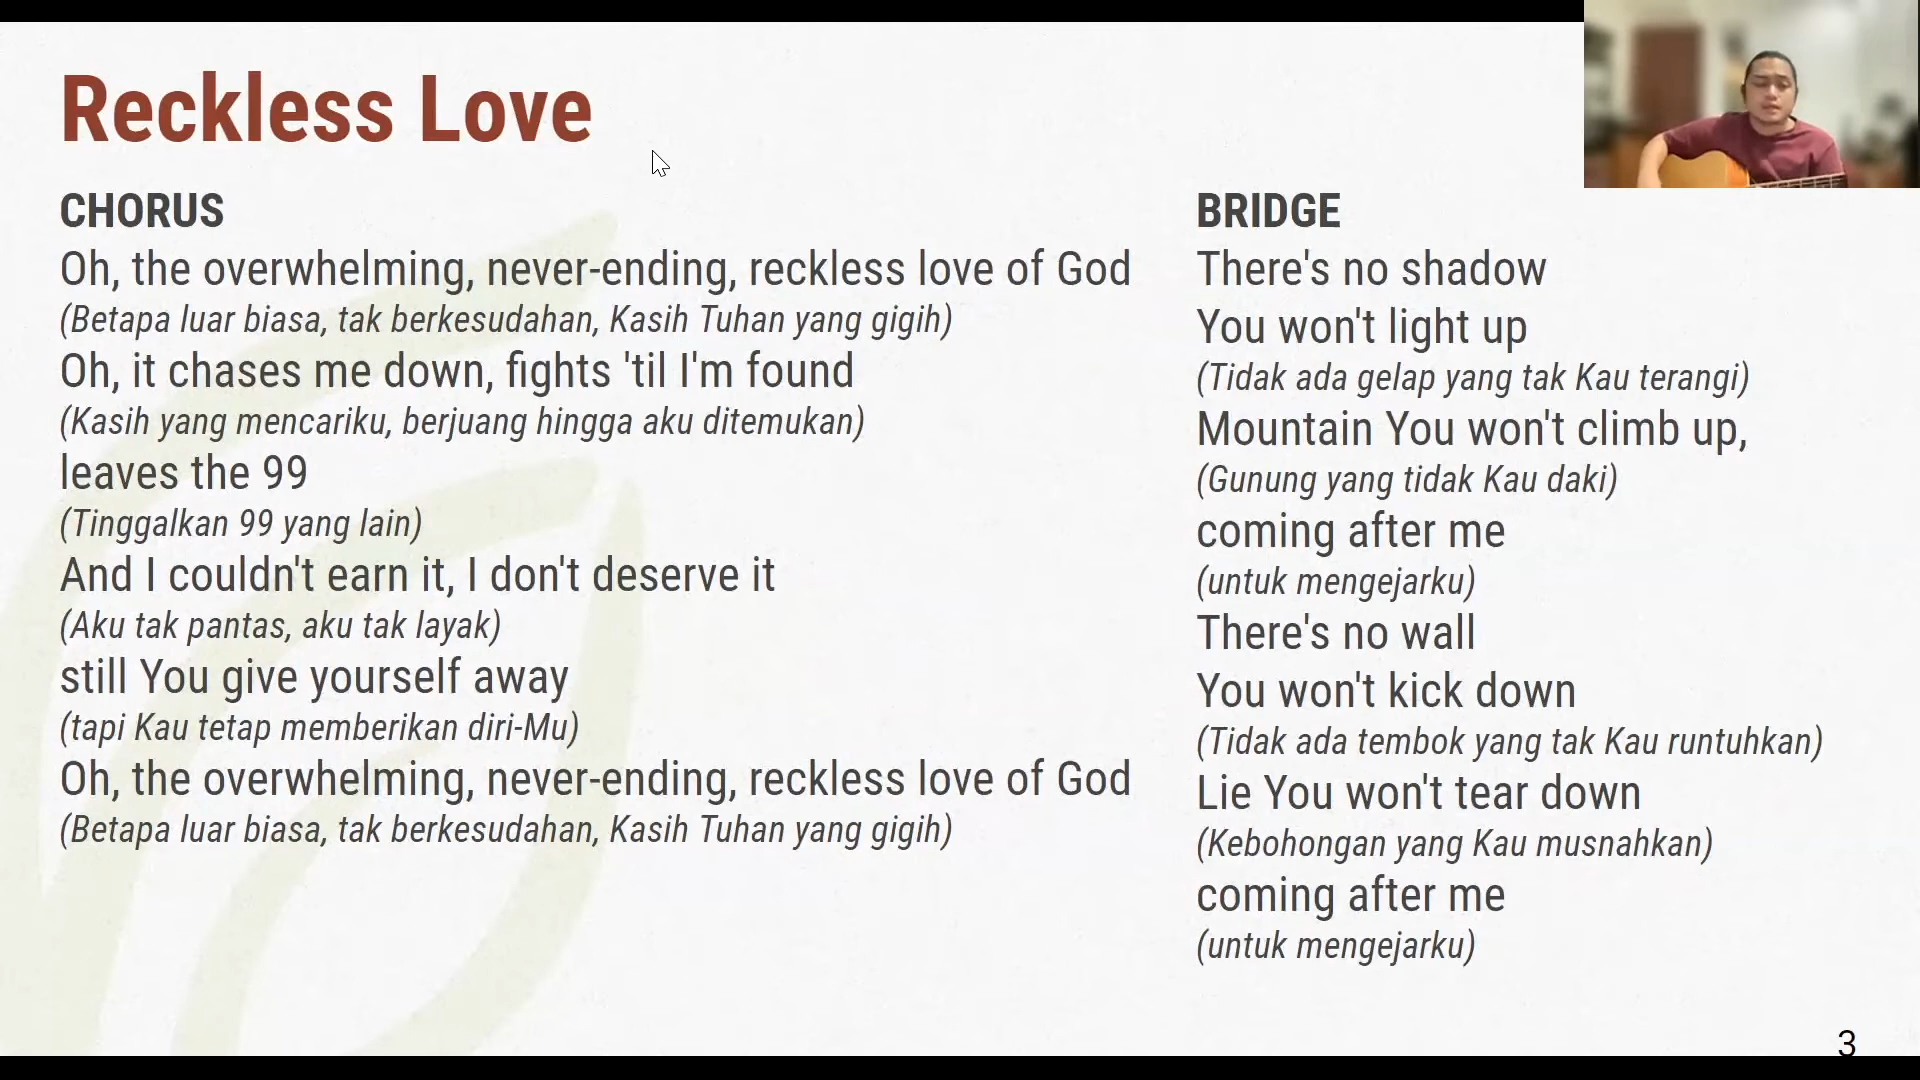 Reckless Love
CHORUS
Oh, the overwhelming, never-ending, reckless love of God
(Betapa luar biasa, tak berkesudahan, Kasih Tuhan yang gigih)
Oh, it chases me down, fights 'til I'm found
(Kasih yang mencariku, berjuang hingga aku ditemukan)
leaves the 99
(Tinggalkan 99 yang lain)
And I couldn't earn it, I don't deserve it
(Aku tak pantas, aku tak layak)
still You give yourself away
(tapi Kau tetap memberikan diri-Mu)
Oh, the overwhelming, never-ending, reckless love of God
(Betapa luar biasa, tak berkesudahan, Kasih Tuhan yang gigih)
BRIDGE
There's no shadow
You won't light up
(Tidak ada gelap yang tak Kau terangi)
Mountain You won't climb up,
(Gunung yang tidak Kau daki)
coming after me
(untuk mengejarku)
There's no wall
You won't kick down
(Tidak ada tembok yang tak Kau runtuhkan)
Lie You won't tear down
(Kebohongan yang Kau musnahkan)
coming after me
(untuk mengejarku)
3